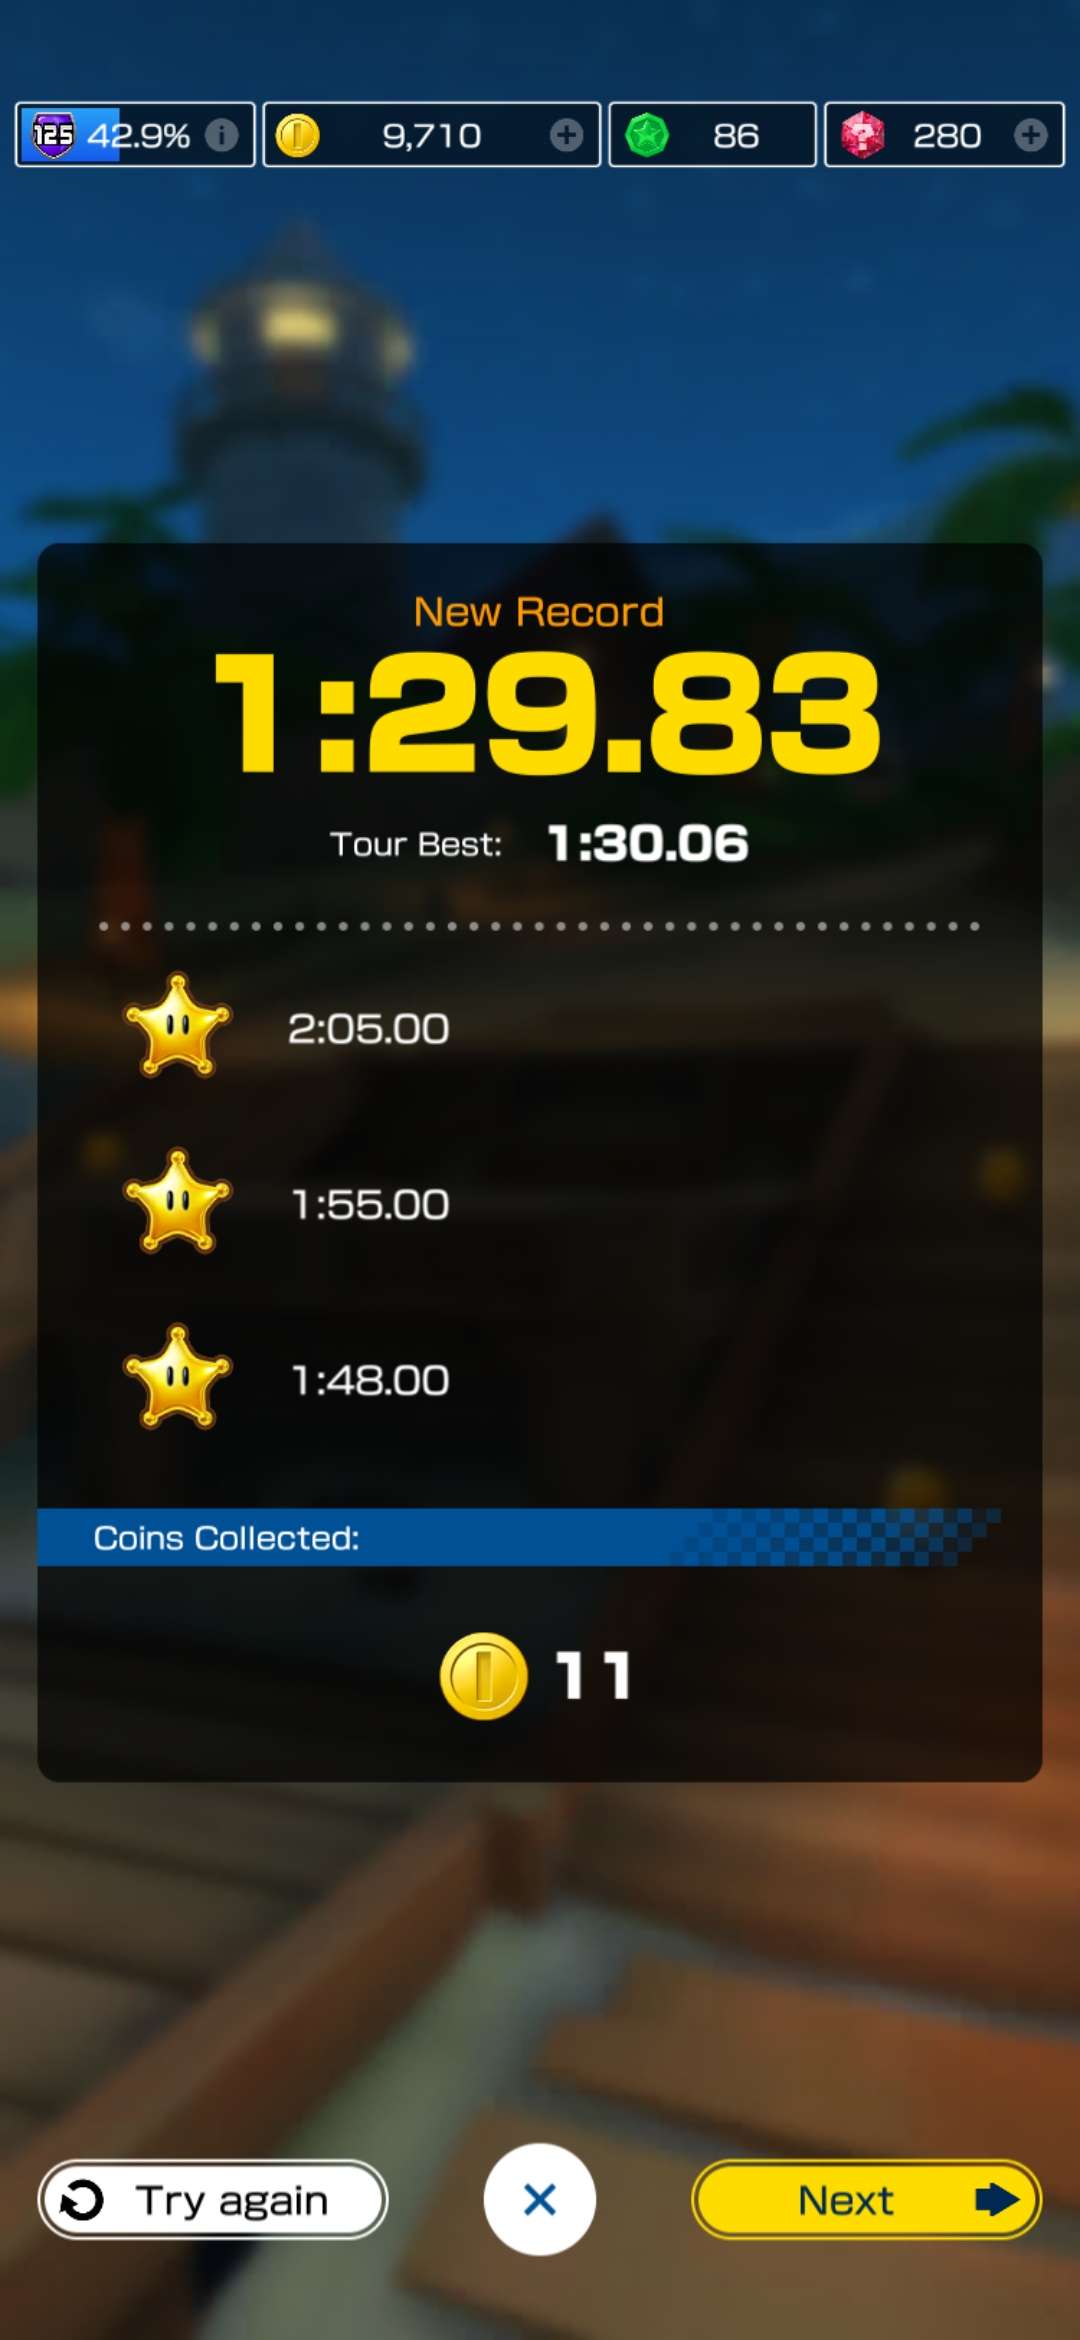 125 42.9% i 9,710 + 86 ? 280 +
New Record
1:29.83
Tour Best: 1:30.06
2:05.00
1:55.00
1:48.00
Coins Collected:
11
Try again × Next